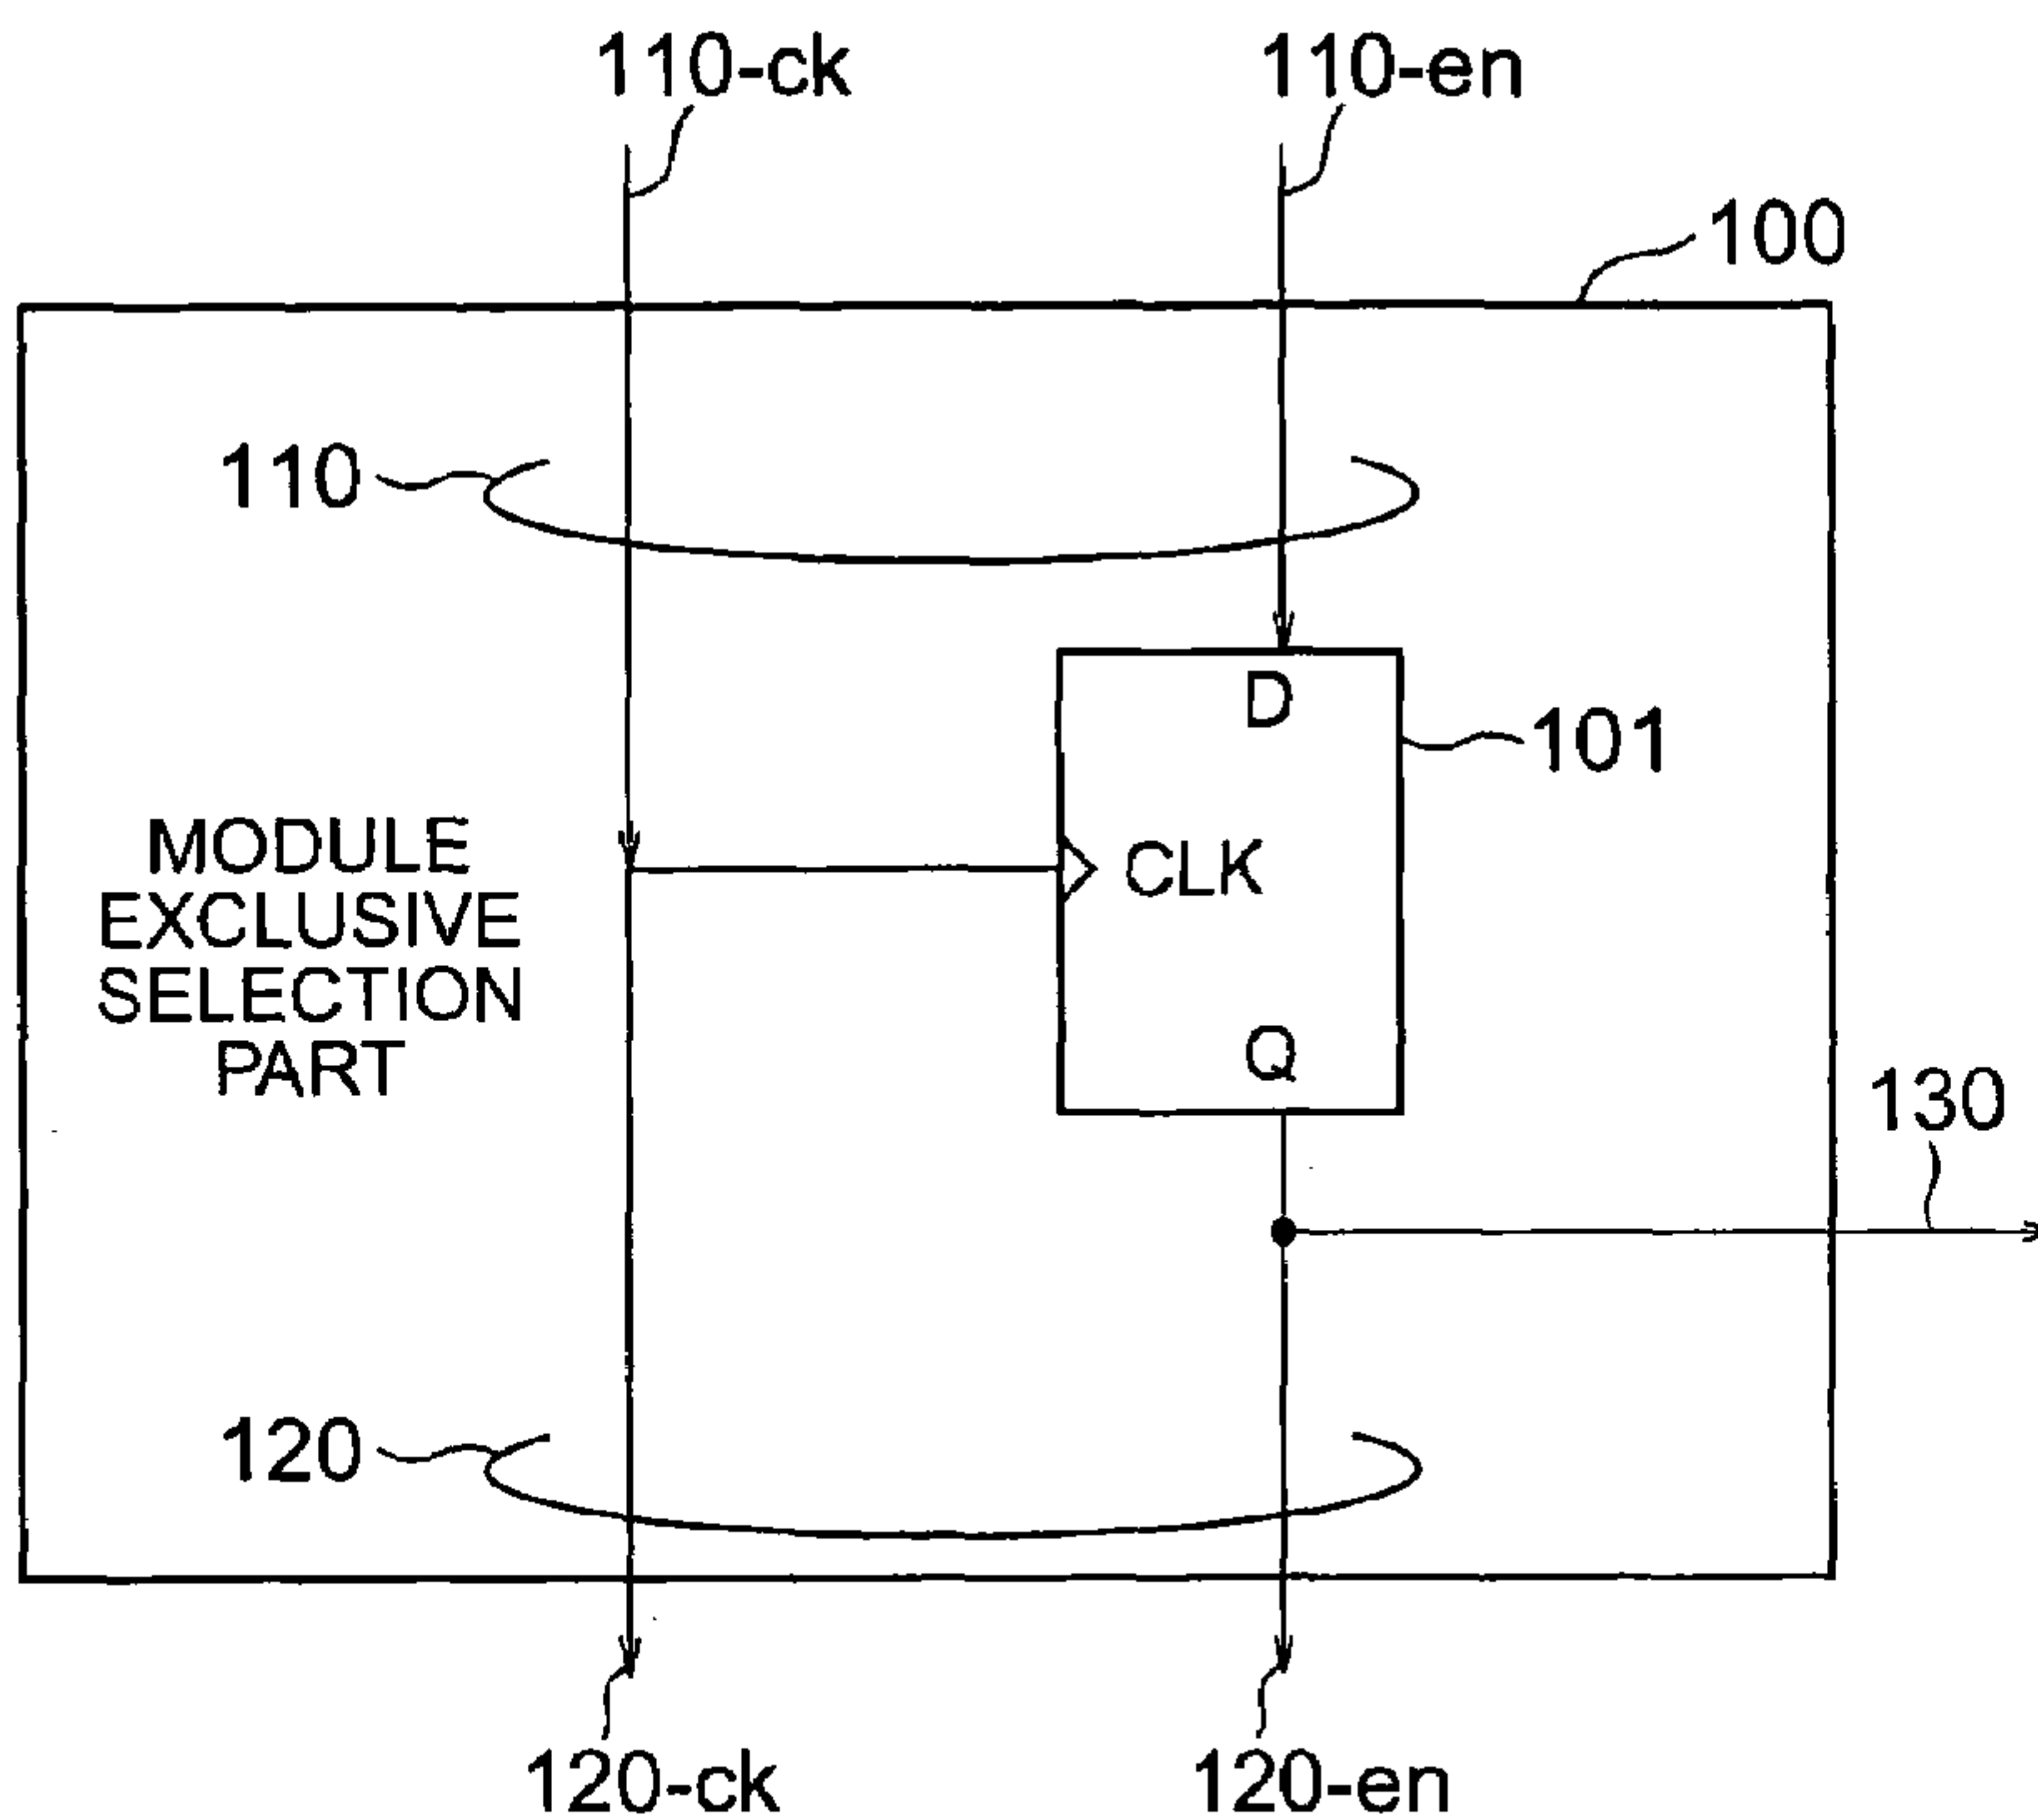 110-ck
110-en
100
110
D
101
MODULE
EXCLUSIVE
SELECTION
PART
CLK
Q
130
120
120-ck
120-en